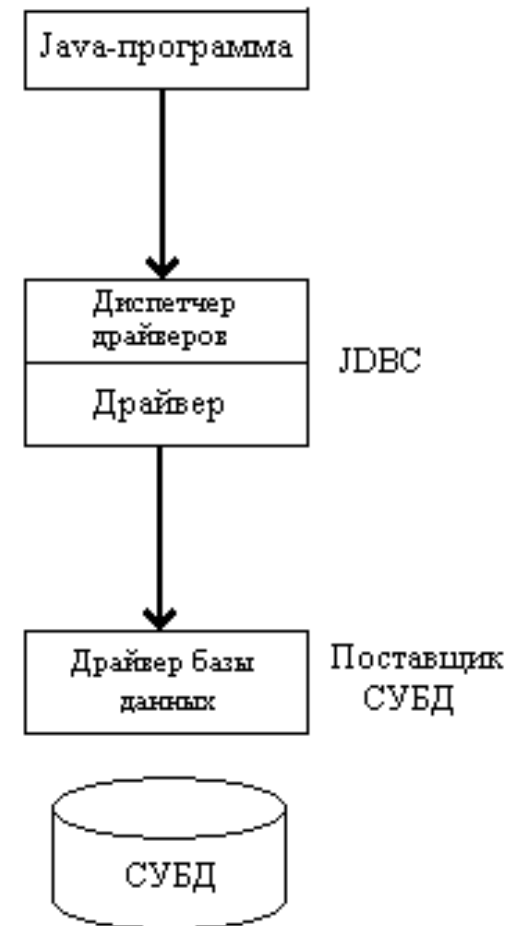 Java-программа
Диспетчер
драйверов
JDBC
Драйвер
Драйвер базы
данных
Поставщик
СУБД
СУБД